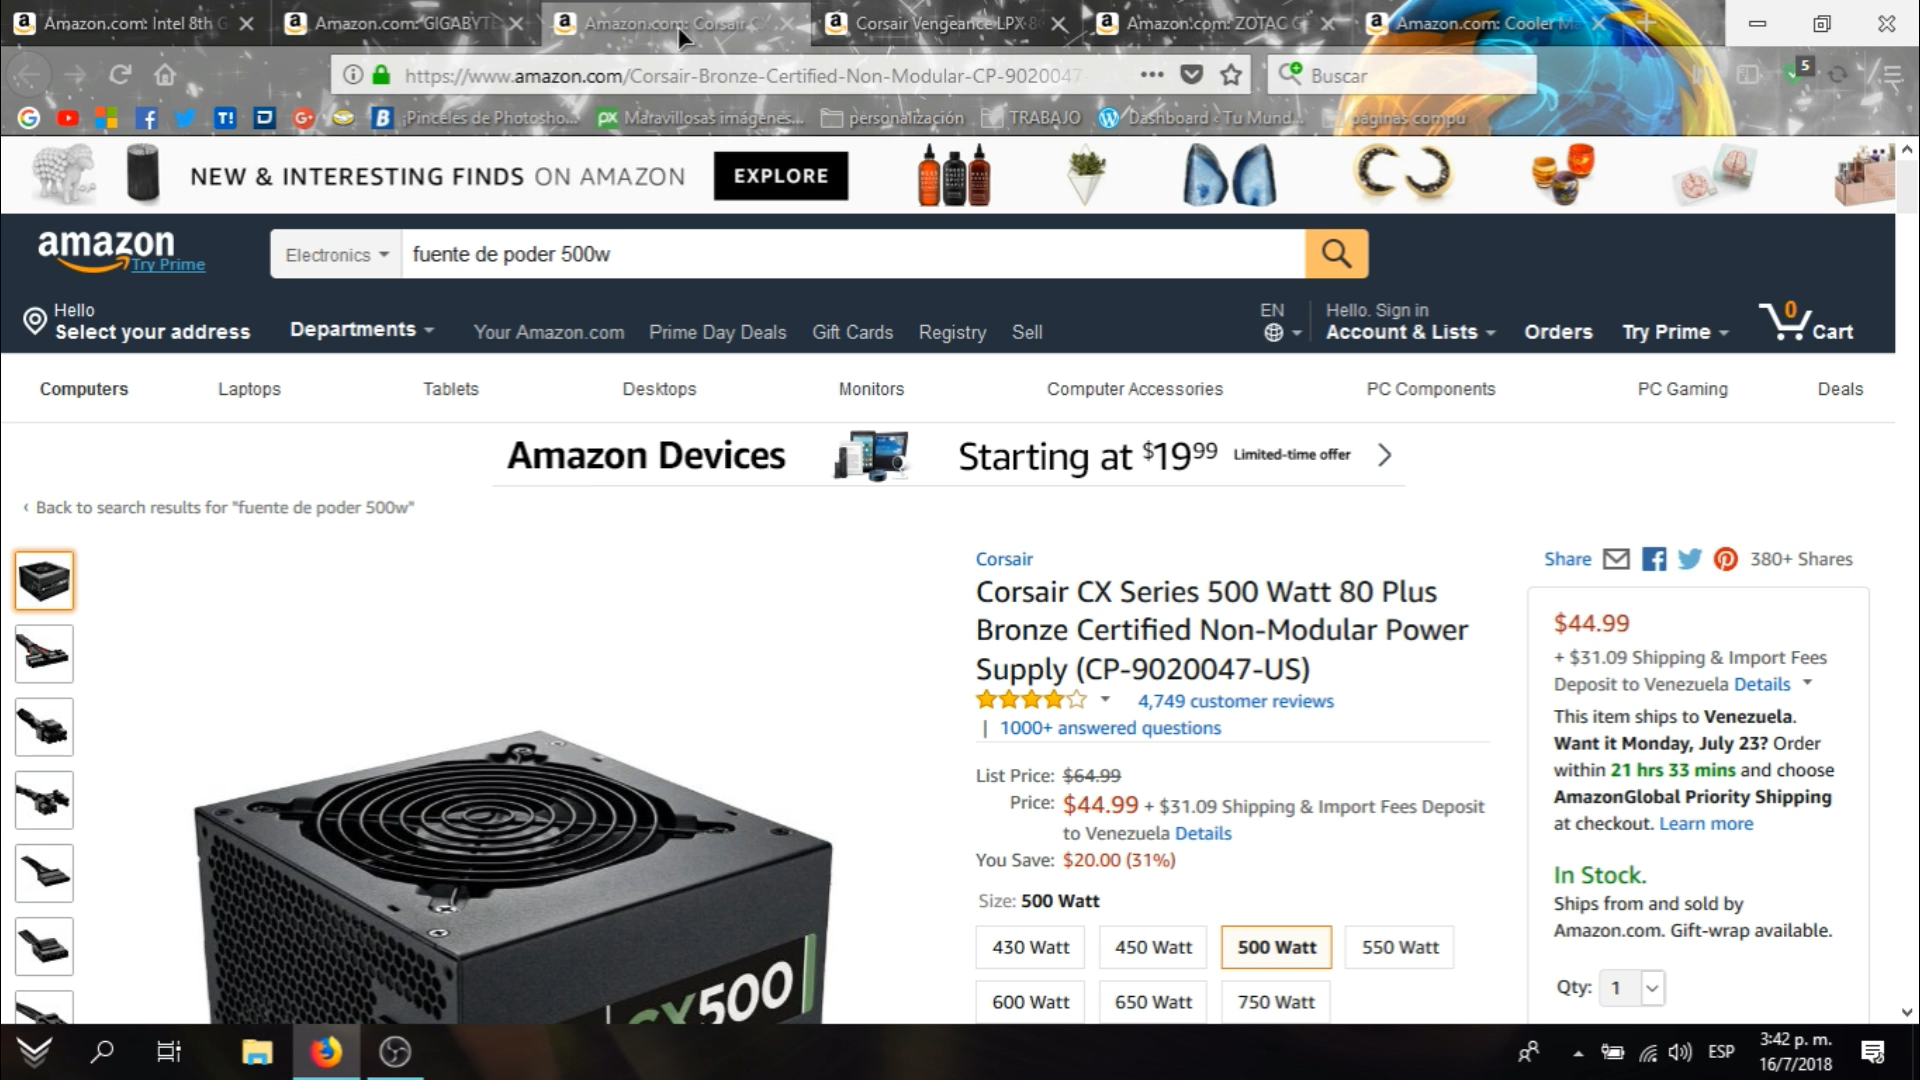 Amazon.com: Intel 8th G
Amazon.com: GIGABYTE
Amazon.com: Corsair C
Corsair Vengeance LPX 8
Amazon.com: ZOTAC G
Amazon.com: Cooler Ma
https://www.amazon.com/Corsair-Bronze-Certified-Non-Modular-CP-9020047-
Buscar
5
T!
B
¡Pinceles de Photosho...
px
Maravillosas imágenes...
personalización
TRABAJO
Dashboard ‹ Tu Mund...
páginas compu
NEW & INTERESTING FINDS ON AMAZON
EXPLORE
amazon
Try Prime
Electronics
fuente de poder 500w
Hello
Select your address
Departments
Your Amazon.com
Prime Day Deals
Gift Cards
Registry
Sell
EN
Hello. Sign in
Account & Lists
Orders
Try Prime
0
Cart
Computers
Laptops
Tablets
Desktops
Monitors
Computer Accessories
PC Components
PC Gaming
Deals
Amazon Devices
Starting at $19.99 Limited-time offer
‹ Back to search results for "fuente de poder 500w"
Corsair
Corsair CX Series 500 Watt 80 Plus
Bronze Certified Non-Modular Power
Supply (CP-9020047-US)
4,749 customer reviews
| 1000+ answered questions
List Price: $64.99
Price: $44.99 + $31.09 Shipping & Import Fees Deposit
to Venezuela Details
You Save: $20.00 (31%)
Size: 500 Watt
430 Watt
450 Watt
500 Watt
550 Watt
600 Watt
650 Watt
750 Watt
CX500
Share
380+ Shares
$44.99
+ $31.09 Shipping & Import Fees
Deposit to Venezuela Details
This item ships to Venezuela.
Want it Monday, July 23? Order
within 21 hrs 33 mins and choose
AmazonGlobal Priority Shipping
at checkout. Learn more
In Stock.
Ships from and sold by
Amazon.com. Gift-wrap available.
Qty: 1
ESP
3:42 p. m.
16/7/2018